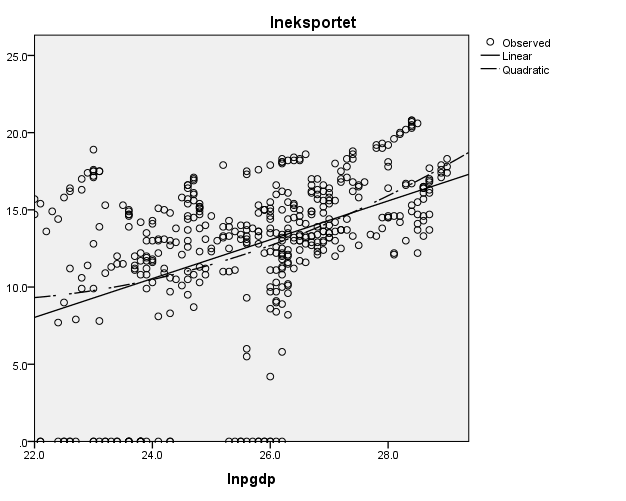 lneksportet
Observed
Linear
Quadratic
25.0
20.0
15.0
10.0
5.0
.0
22.0 24.0 26.0 28.0
lnpgdp